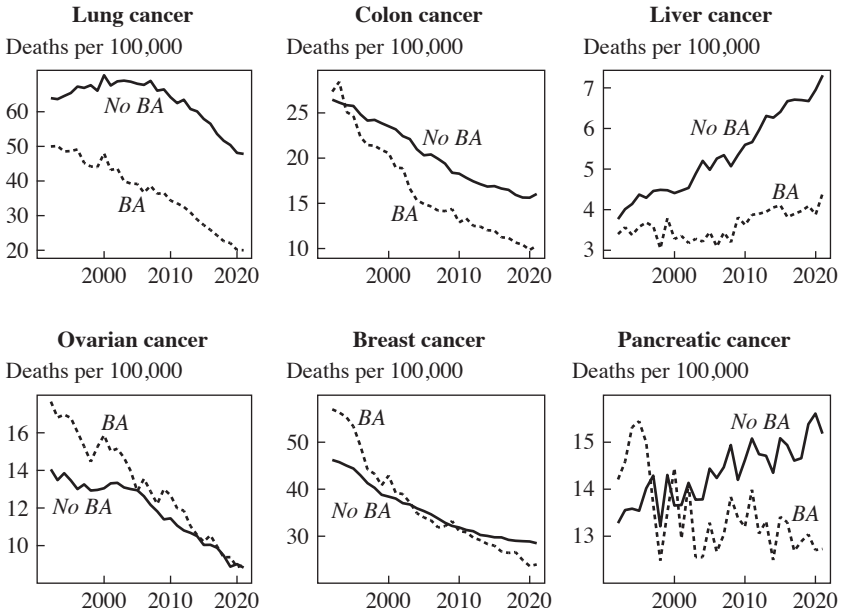 Lung cancer
Deaths per 100,000
60
50
40
30
20
No BA
BA
2000 2010 2020
Colon cancer
Deaths per 100,000
25
20
15
10
No BA
BA
2000 2010 2020
Liver cancer
Deaths per 100,000
7
6
5
4
3
No BA
BA
2000 2010 2020
Ovarian cancer
Deaths per 100,000
16
14
12
10
BA
No BA
2000 2010 2020
Breast cancer
Deaths per 100,000
50
40
30
BA
No BA
2000 2010 2020
Pancreatic cancer
Deaths per 100,000
15
14
13
No BA
BA
2000 2010 2020